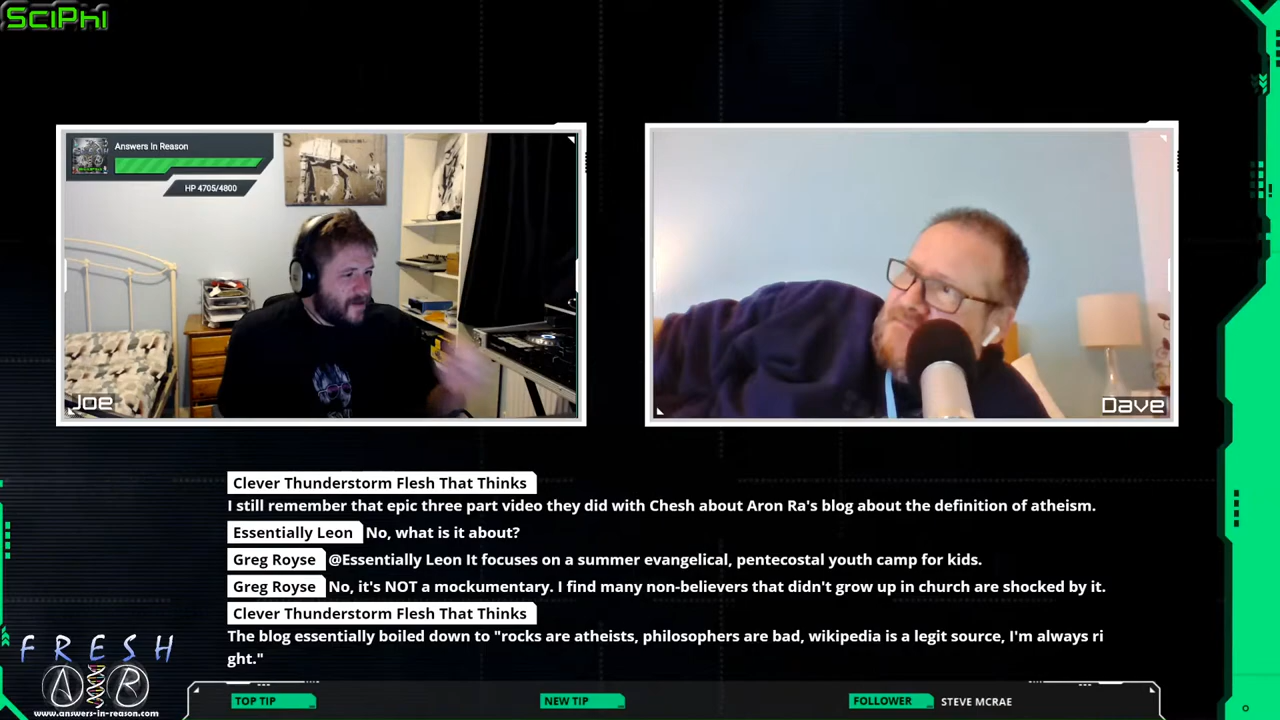 SciPhi
Answers In Reason
HP 4705/4800
Joe
Dave
Clever Thunderstorm Flesh That Thinks
I still remember that epic three part video they did with Chesh about Aron Ra's blog about the definition of atheism.
Essentially Leon No, what is it about?
Greg Royse @Essentially Leon It focuses on a summer evangelical, pentecostal youth camp for kids.
Greg Royse No, it's NOT a mockumentary. I find many non-believers that didn't grow up in church are shocked by it.
Clever Thunderstorm Flesh That Thinks
The blog essentially boiled down to "rocks are atheists, philosophers are bad, wikipedia is a legit source, I'm always ri
ght."
FRESH
AiR
www.answers-in-reason.com
TOP TIP
NEW TIP
FOLLOWER STEVE MCRAE